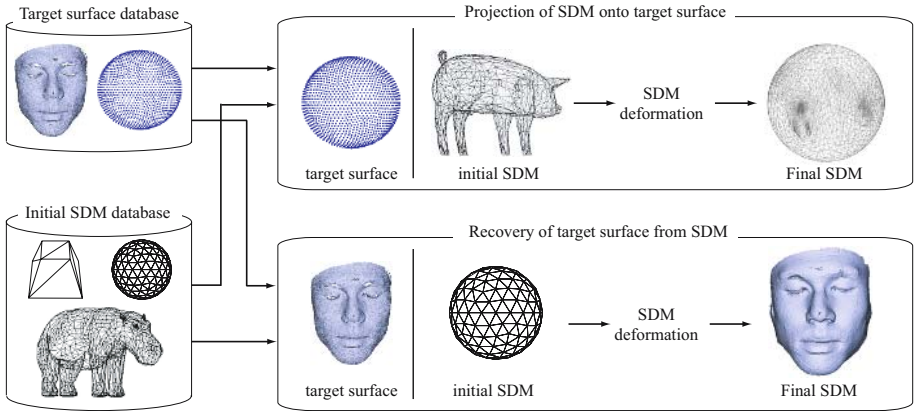 Target surface database
Projection of SDM onto target surface
SDM
deformation
target surface
initial SDM
Final SDM
Initial SDM database
Recovery of target surface from SDM
SDM
deformation
target surface
initial SDM
Final SDM